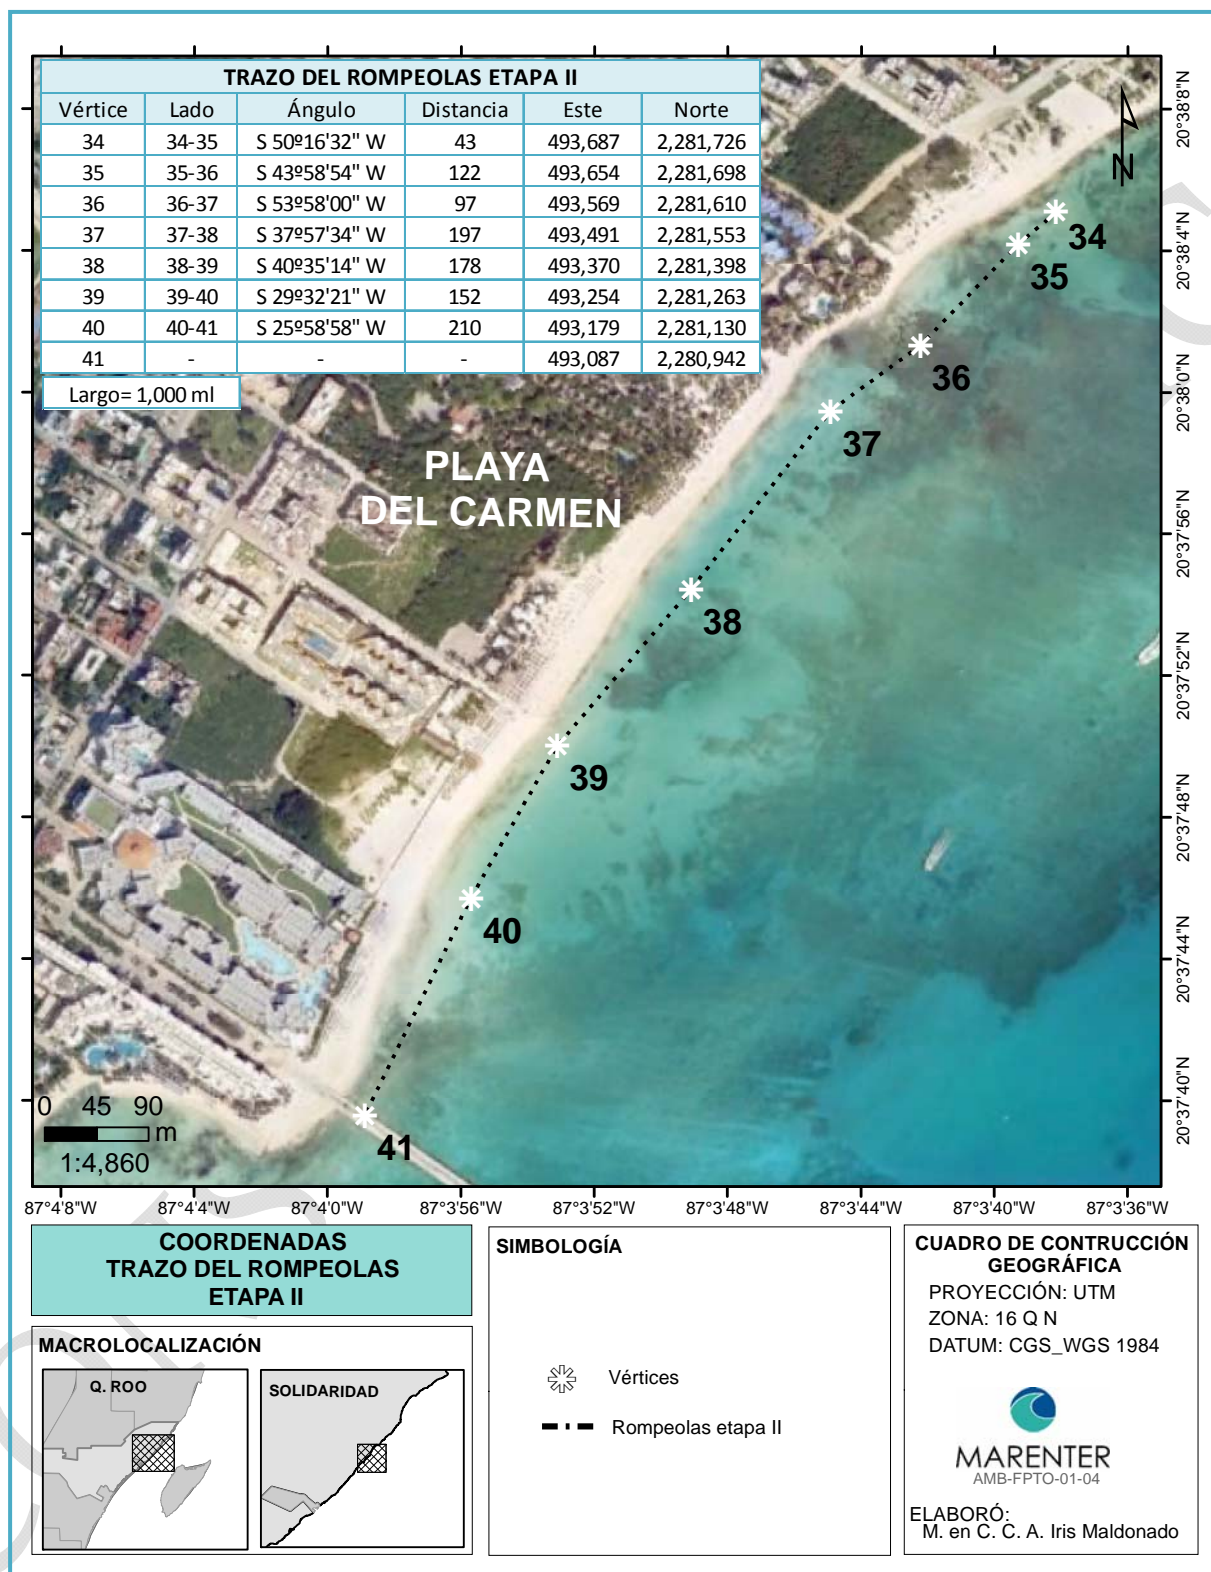 TRAZO DEL ROMPEOLAS ETAPA II
Vértice Lado Ángulo Distancia Este Norte
34 34-35 S 50º16'32" W 43 493,687 2,281,726
35 35-36 S 43º58'54" W 122 493,654 2,281,698
36 36-37 S 53º58'00" W 97 493,569 2,281,610
37 37-38 S 37º57'34" W 197 493,491 2,281,553
38 38-39 S 40º35'14" W 178 493,370 2,281,398
39 39-40 S 29º32'21" W 152 493,254 2,281,263
40 40-41 S 25º58'58" W 210 493,179 2,281,130
41 - - - 493,087 2,280,942
Largo= 1,000 ml
N
20°38'8"N
20°38'4"N
20°38'0"N
20°37'56"N
20°37'52"N
20°37'48"N
20°37'44"N
20°37'40"N
34
35
36
37
38
39
40
41
PLAYA
DEL CARMEN
0 45 90
m
1:4,860
87°4'8"W 87°4'4"W 87°4'0"W 87°3'56"W 87°3'52"W 87°3'48"W 87°3'44"W 87°3'40"W 87°3'36"W
COORDENADAS
TRAZO DEL ROMPEOLAS
ETAPA II
MACROLOCALIZACIÓN
Q. ROO
SOLIDARIDAD
SIMBOLOGÍA
Vértices
Rompeolas etapa II
CUADRO DE CONTRUCCIÓN
GEOGRÁFICA
PROYECCIÓN: UTM
ZONA: 16 Q N
DATUM: CGS_WGS 1984
MARENTER
AMB-FPTO-01-04
ELABORÓ:
M. en C. C. A. Iris Maldonado